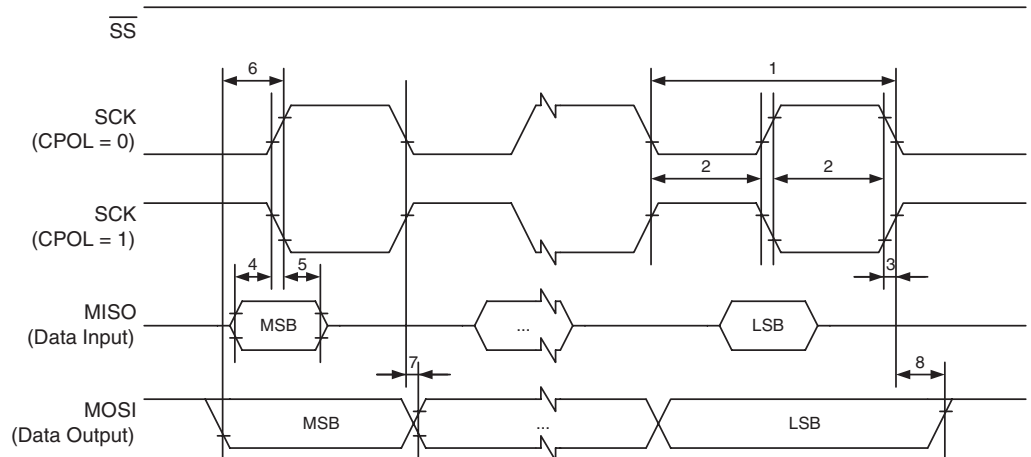 SS
6
1
SCK
(CPOL = 0)
2
2
SCK
(CPOL = 1)
4
5
3
MISO
(Data Input)
MSB
...
LSB
7
8
MOSI
(Data Output)
MSB
...
LSB